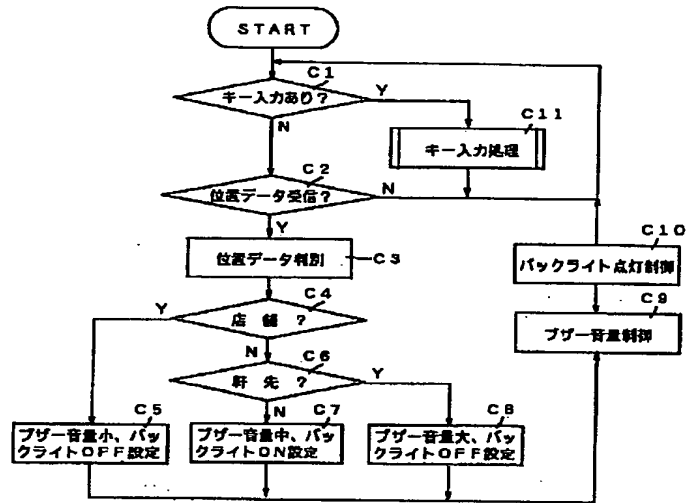 START
C1
キー入力あり?
Y
N
C11
キー入力処理
C2
位置データ受信?
N
Y
位置データ判別
C3
C10
バックライト点灯制御
C4
店舗?
Y
N
C9
ブザー音量制御
C6
軒先?
Y
N
C5
ブザー音量小、バッ
クライトOFF設定
C7
ブザー音量中、バッ
クライトON設定
C8
ブザー音量大、バッ
クライトOFF設定